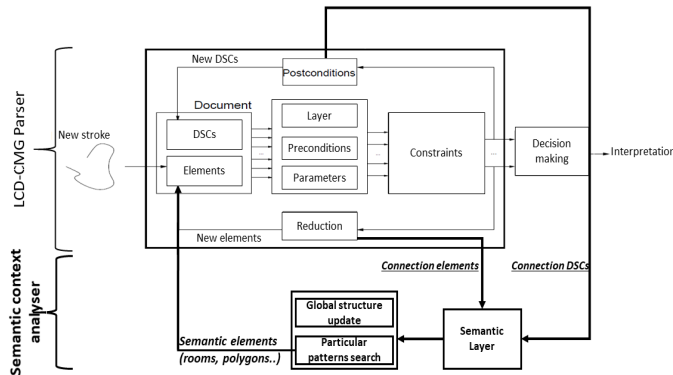 LCD-CMG Parser
New stroke
New DSCs
Postconditions
Document
DSCs
Elements
...
Layer
Preconditions
Parameters
...
Constraints
...
Decision
making
Interpretation
Reduction
New elements
Connection elements
Connection DSCs
Semantic context
analyser
Global structure
update
Particular
patterns search
Semantic
Layer
Semantic elements
(rooms, polygons..)